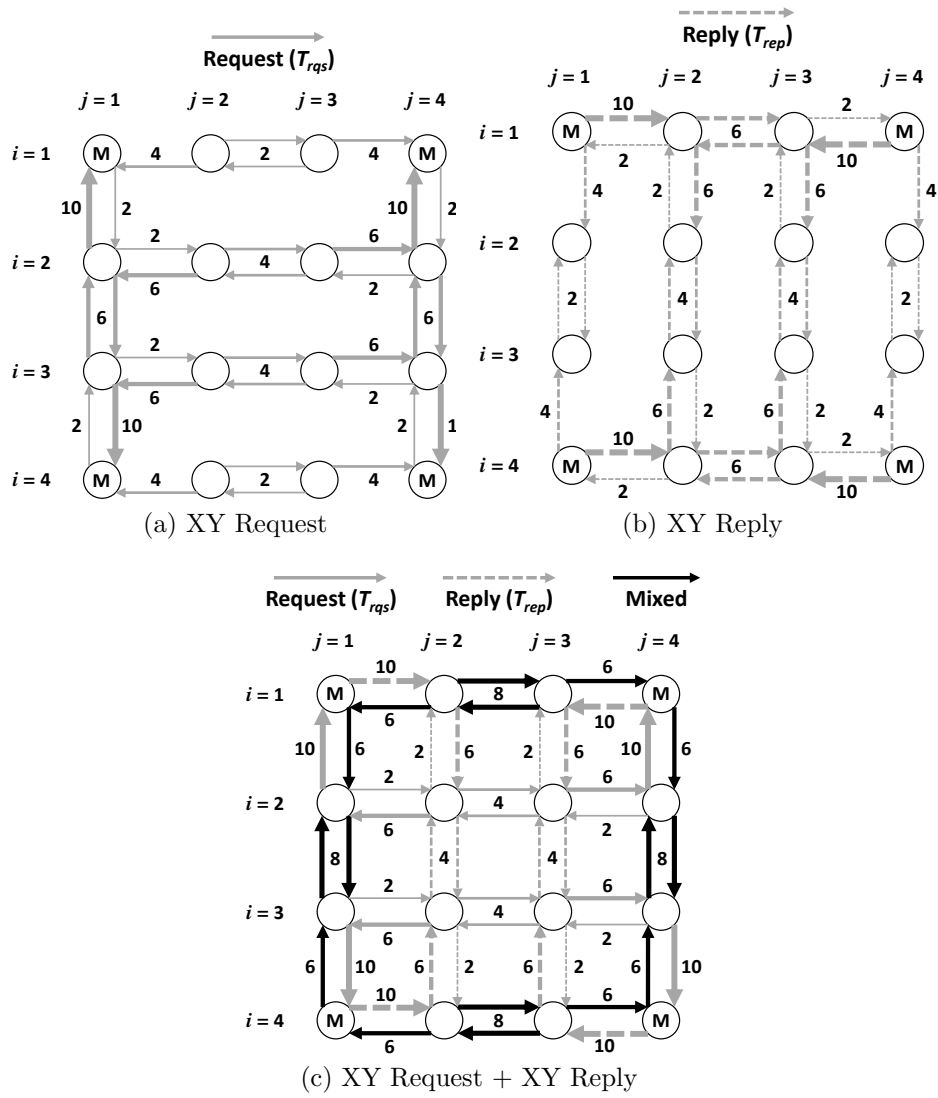 Request (Trqs)
j = 1 j = 2 j = 3 j = 4
i = 1 M 4 2 4 M
10 2 10 2
i = 2 2 6
4
6 2
6 6
i = 3 2 4 6
6 2
2 10 2 1
i = 4 M 4 2 4 M
(a) XY Request
Reply (Trep)
j = 1 j = 2 j = 3 j = 4
10 2
i = 1 M 6 M
2 10
4 2 6 2 6 4
i = 2
2 4 4 2
i = 3
4 6 2 6 2 4
10 2
i = 4 M 6 M
2 10
(b) XY Reply
Request (Trqs) Reply (Trep) Mixed
j = 1 j = 2 j = 3 j = 4
10 6
i = 1 M 8 M
6 10
10 6 2 6 2 6 10 6
2 6
i = 2 4
6 2
8 4 4 8
2 6
i = 3 4
6 2
6 10 6 2 6 2 6 10
10 6
i = 4 M 8 M
6 10
(c) XY Request + XY Reply